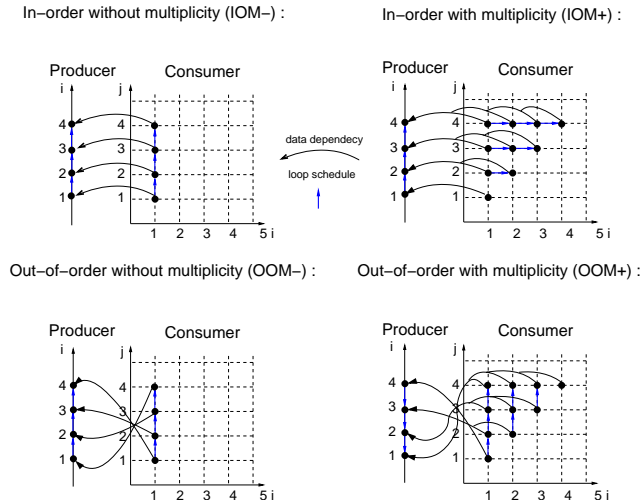 In-order without multiplicity (IOM-) :
In-order with multiplicity (IOM+) :
i
Producer
j
Consumer
4
3
2
1
4
3
2
1
1 2 3 4 5 i
data dependecy
loop schedule
i
Producer
j
Consumer
4
3
2
1
4
3
2
1
1 2 3 4 5 i
Out-of-order without multiplicity (OOM-) :
Out-of-order with multiplicity (OOM+) :
i
Producer
j
Consumer
4
3
2
1
4
3
2
1
1 2 3 4 5 i
i
Producer
j
Consumer
4
3
2
1
4
3
2
1
1 2 3 4 5 i